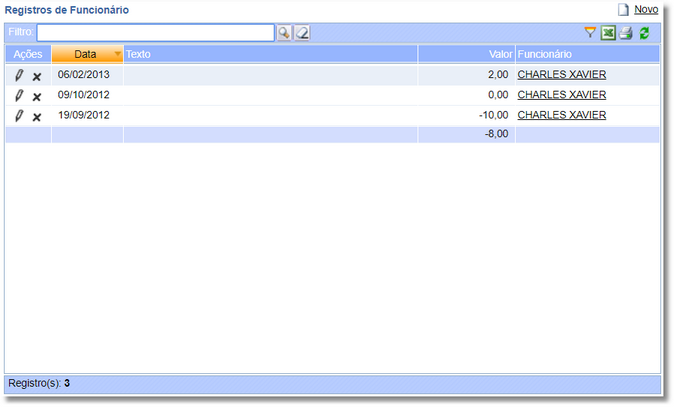 Registros de Funcionário Novo
Filtro:
Ações Data Texto Valor Funcionário
06/02/2013 2,00 CHARLES XAVIER
09/10/2012 0,00 CHARLES XAVIER
19/09/2012 -10,00 CHARLES XAVIER
-8,00
Registro(s): 3